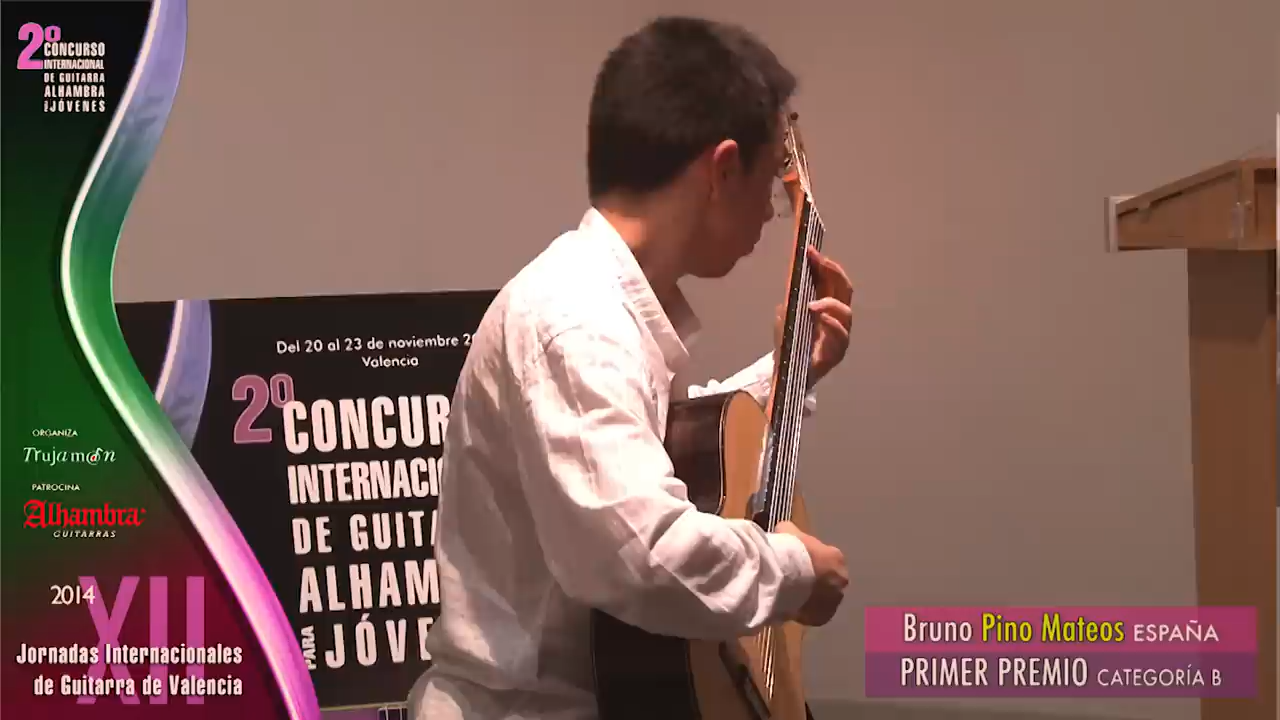 2º CONCURSO
INTERNACIONAL
DE GUITARRA
ALHAMBRA
PARA JÓVENES
ORGANIZA
Trujamán
PATROCINA
Alhambra
GUITARRAS
2014 XII
Jornadas Internacionales
de Guitarra de Valencia
Del 20 al 23 de noviembre
Valencia
2º CONCUR
INTERNACI
DE GUITA
ALHAM
PARA JÓVE
Bruno Pino Mateos ESPAÑA
PRIMER PREMIO CATEGORÍA B